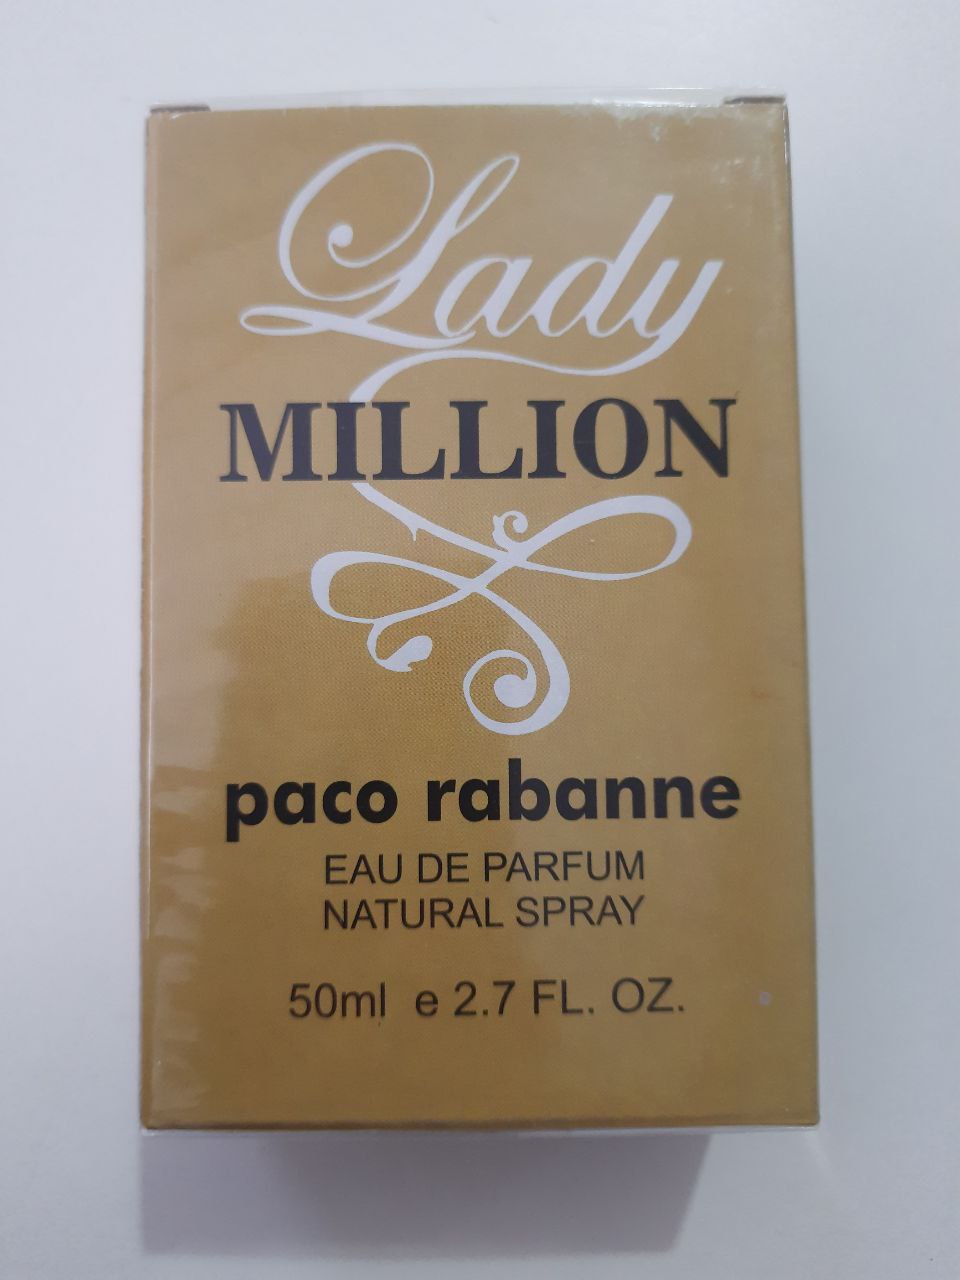 Lady
MILLION
paco rabanne
EAU DE PARFUM
NATURAL SPRAY
50ml e 2.7 FL. OZ.